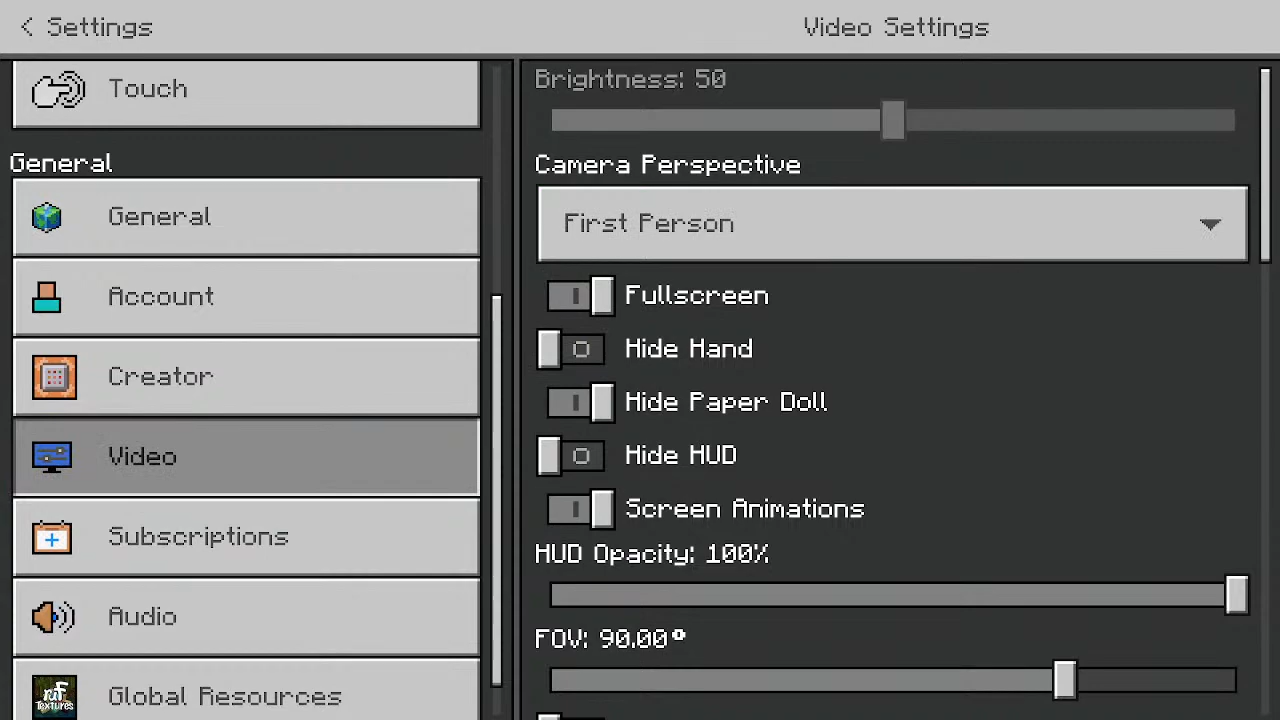 Settings
Video Settings
Touch
General
General
Account
Creator
Video
Subscriptions
Audio
Textures
Global Resources
Brightness: 50
Camera Perspective
First Person
Fullscreen
Hide Hand
Hide Paper Doll
Hide HUD
Screen Animations
HUD Opacity: 100%
FOV: 90.00°